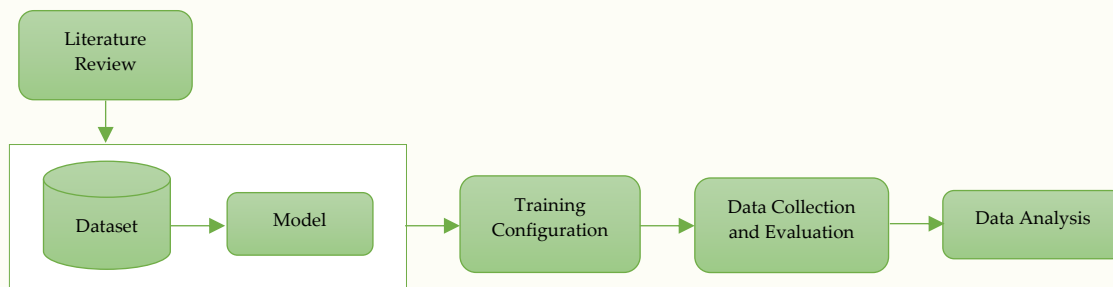 Literature
Review
Dataset
Model
Training
Configuration
Data Collection
and Evaluation
Data Analysis